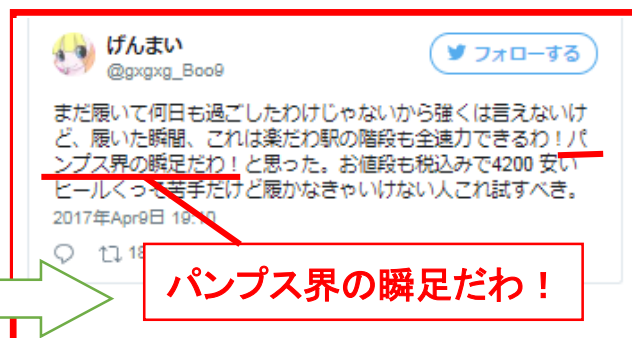 げんまい
@gxgxg_Boo9
フォローする
まだ履いて何日も過ごしたわけじゃないから強くは言えないけ
ど、履いた瞬間、これは楽だわ駅の階段も全速力できるわ！パ
ンプス界の瞬足だわ！と思った。お値段も税込みで4200 安い
ヒールくっそ苦手だけど履かなきゃいけない人これ試すべき。
2017年Apr9日 19:10
パンプス界の瞬足だわ！